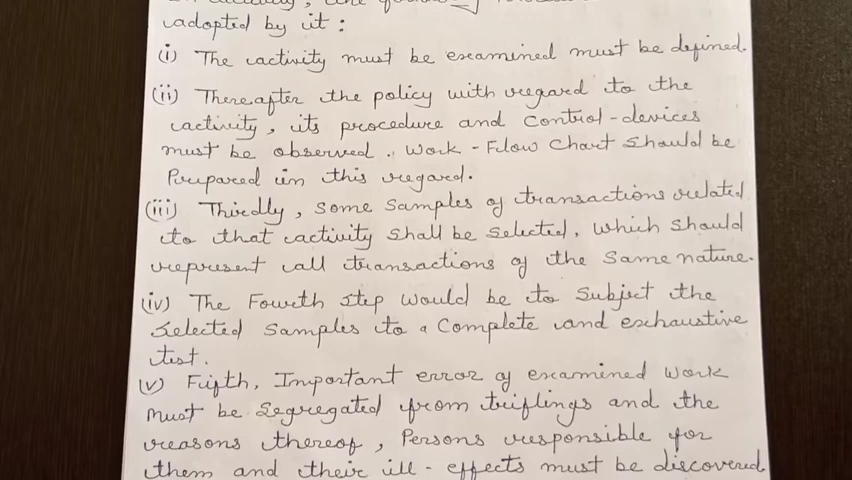 adopted by it :
(i) The activity must be examined must be defined.
(ii) Thereafter the policy with regard to the
activity, its procedure and Control-devices
must be observed. Work-Flow Chart Should be
Prepared in this regard.
(iii) Thirdly, Some Samples of transactions related
to that activity Shall be Selected, Which Should
represent all transactions of the Same nature.
(iv) The Fourth Step Would be to Subject the
Selected Samples to a Complete and exhaustive
test.
(v) Fifth, Important error of examined Work
Must be Segregated from triflings and the
reasons thereof, Persons responsible for
them and their ill-effects must be discovered.